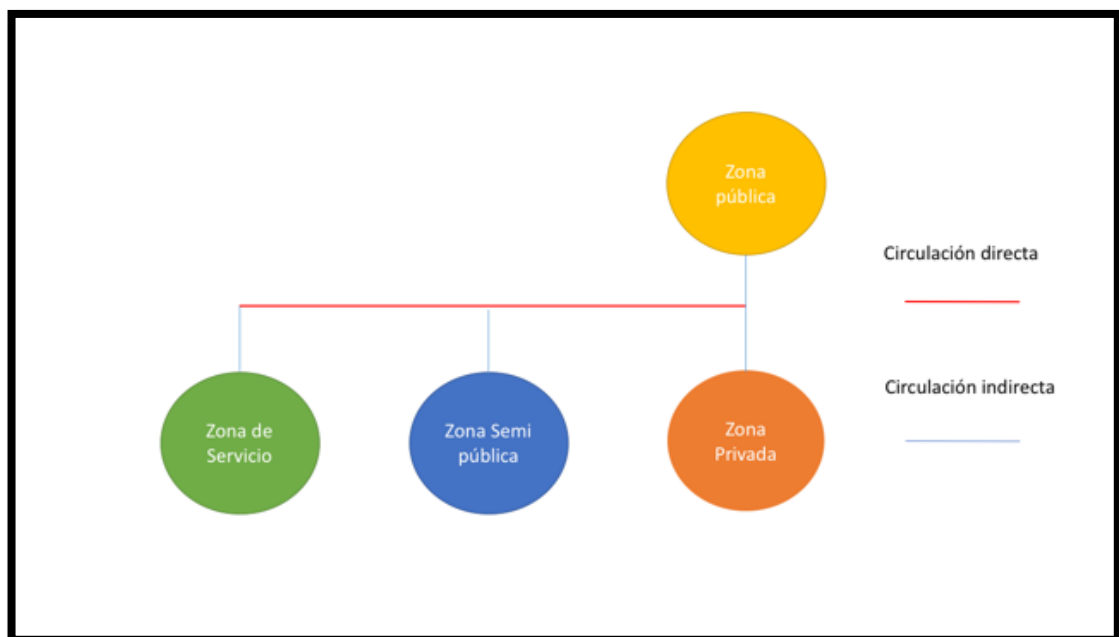 Zona
pública
Circulación directa
Circulación indirecta
Zona de
Servicio
Zona Semi
pública
Zona
Privada